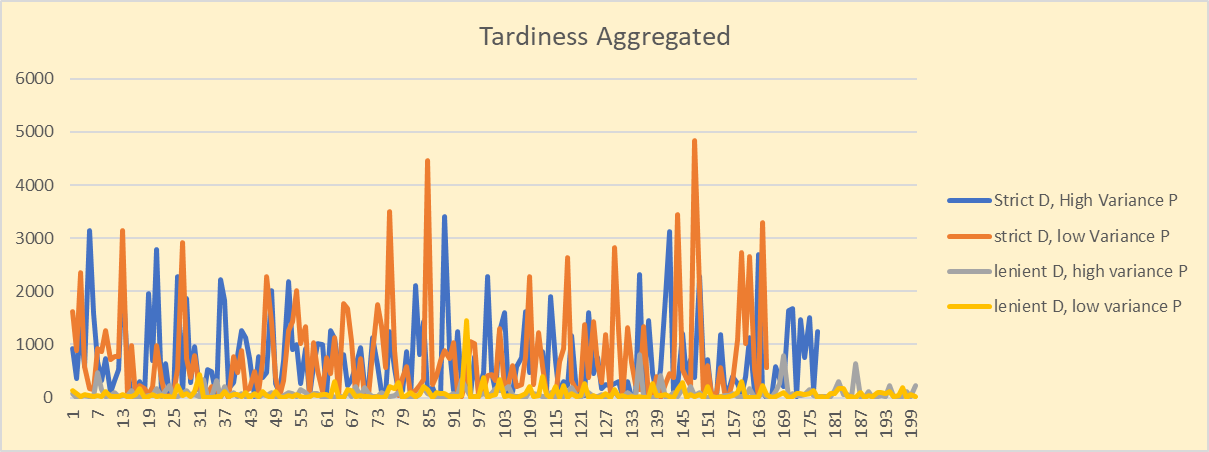 Tardiness Aggregated
6000
5000
4000
3000
2000
1000
0
1 7 13 19 25 31 37 43 49 55 61 67 73 79 85 91 97 103 109 115 121 127 133 139 145 151 157 163 169 175 181 187 193 199
Strict D, High Variance P
strict D, low Variance P
lenient D, high variance P
lenient D, low variance P